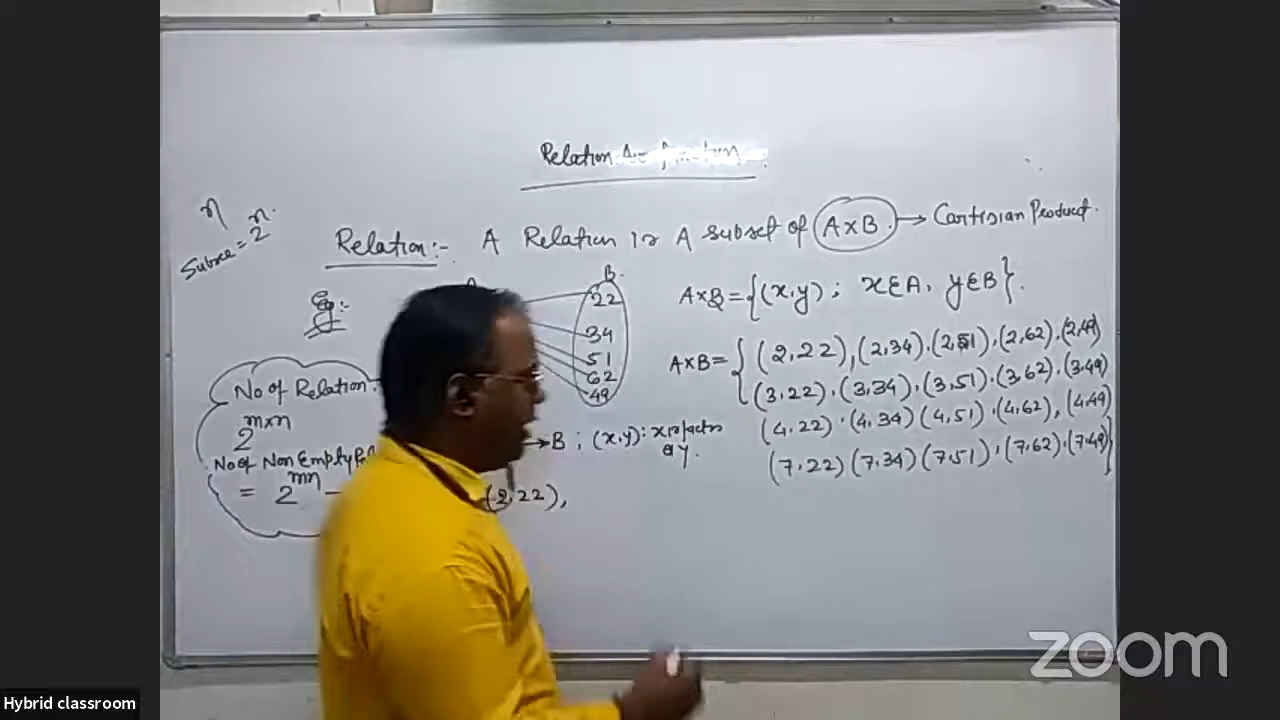 Relation
n
Subse = 2^n.
Relation:- A Relation is A subset of A×B. → Cartisian Product.
Eg:-
B.
22
34
51
62
49
A×B = {(x,y) ; x∈A, y∈B}.
A×B = {(2,22), (2,34), (2,51), (2,62), (2,49)
(3,22), (3,34), (3,51), (3,62), (3,49)
(4,22), (4,34) (4,51), (4,62), (4,49)
(7,22) (7,34) (7,51), (7,62), (7,49)}
No of Relation
2^m×n
No of Non Empty
= 2^mn -
→B ; (x,y):
y.
(2,22),
zoom
Hybrid classroom